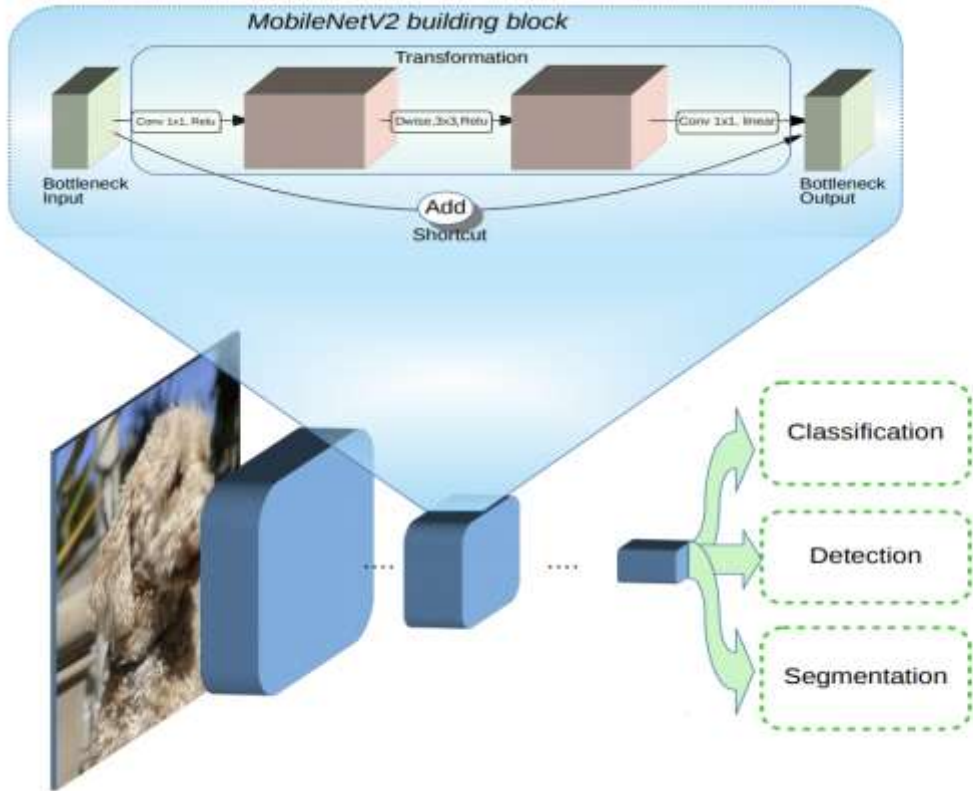 MobileNetV2 building block
Transformation
Conv 1x1, Relu
Dwise,3x3,Relu
Conv 1x1, linear
Bottleneck
Input
Bottleneck
Output
Add
Shortcut
Classification
Detection
Segmentation